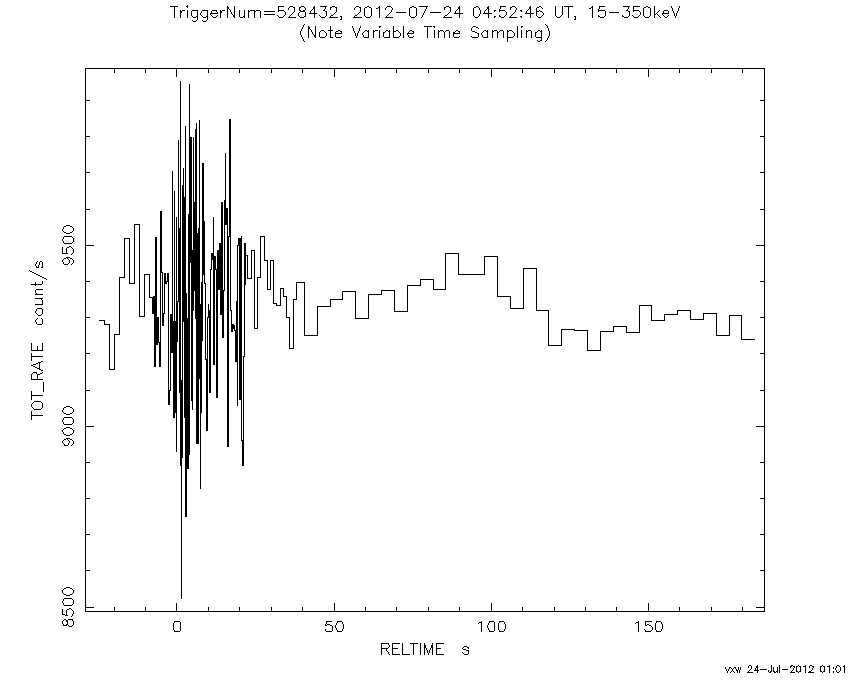 TriggerNum=528432, 2012-07-24 04:52:46 UT, 15-350keV
(Note Variable Time Sampling)
TOT_RATE count/s
9500
9000
8500
0 50 100 150
RELTIME s
vxw 24-Jul-2012 01:01